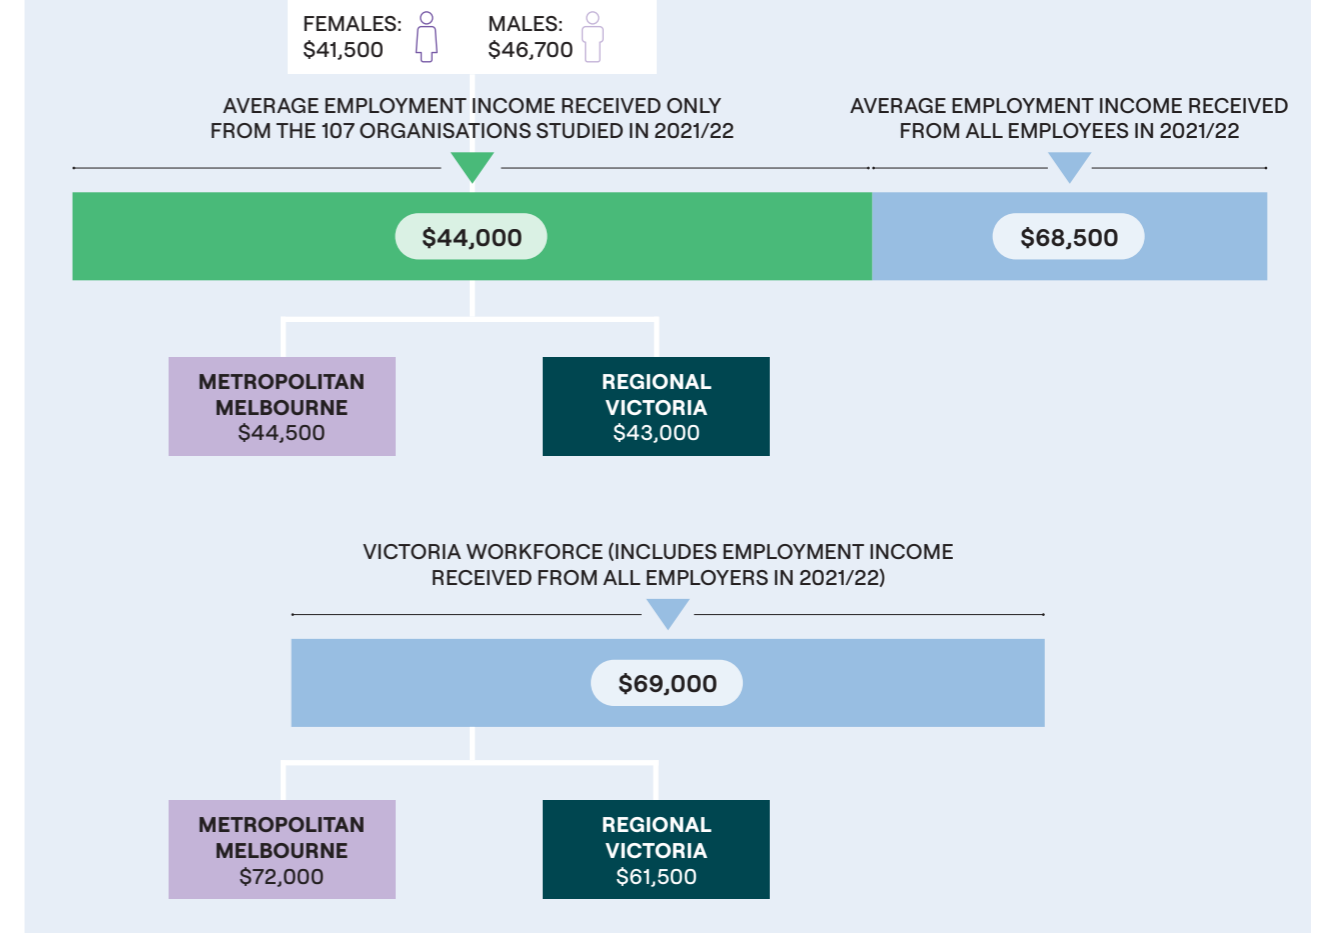 FEMALES:
$41,500
MALES:
$46,700
AVERAGE EMPLOYMENT INCOME RECEIVED ONLY
FROM THE 107 ORGANISATIONS STUDIED IN 2021/22
AVERAGE EMPLOYMENT INCOME RECEIVED
FROM ALL EMPLOYEES IN 2021/22
$44,000
$68,500
METROPOLITAN
MELBOURNE
$44,500
REGIONAL
VICTORIA
$43,000
VICTORIA WORKFORCE (INCLUDES EMPLOYMENT INCOME
RECEIVED FROM ALL EMPLOYERS IN 2021/22)
$69,000
METROPOLITAN
MELBOURNE
$72,000
REGIONAL
VICTORIA
$61,500